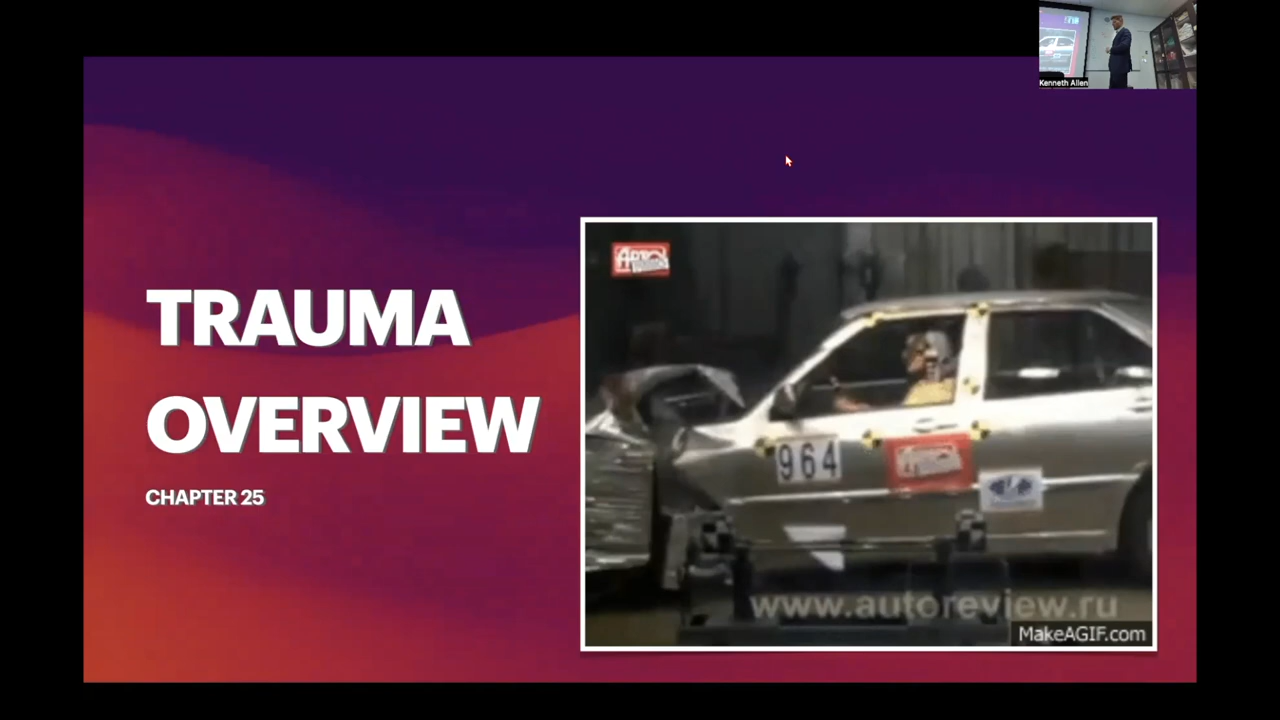 Kenneth Allen
TRAUMA
OVERVIEW
CHAPTER 25
964
www.autoreview.ru
MakeAGIF.com